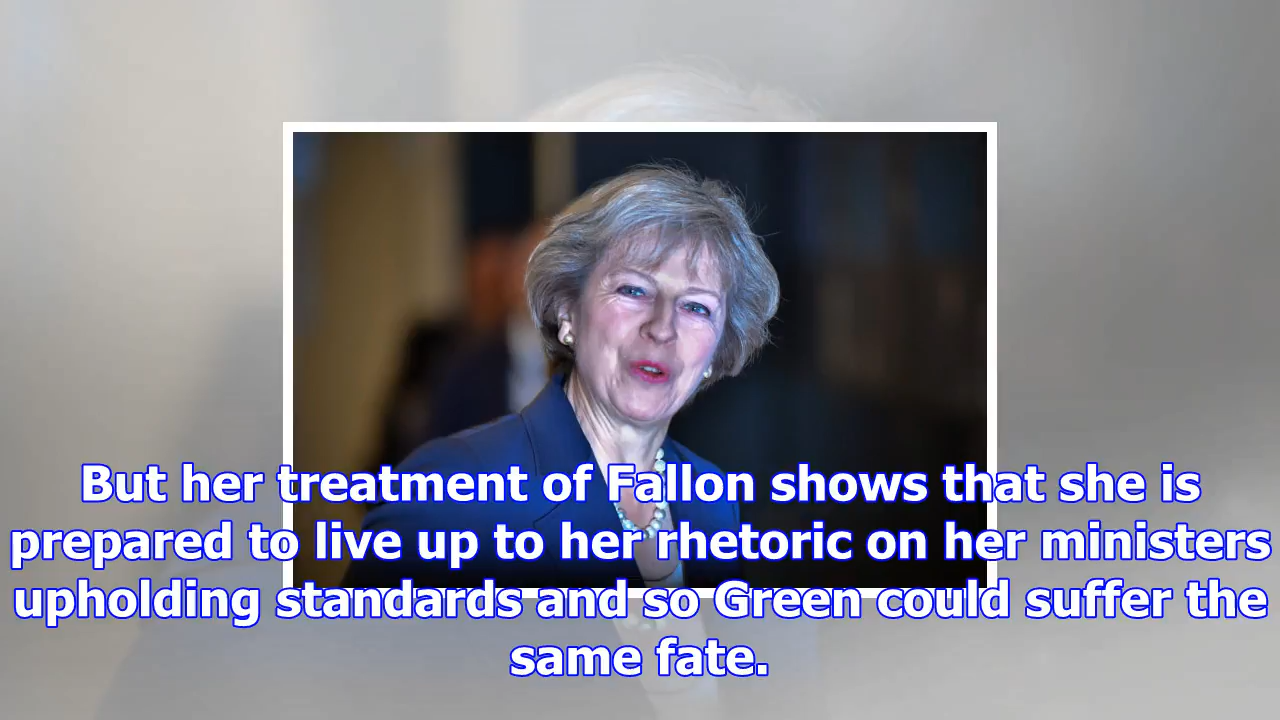 But her treatment of Fallon shows that she is
prepared to live up to her rhetoric on her ministers
upholding standards and so Green could suffer the
same fate.